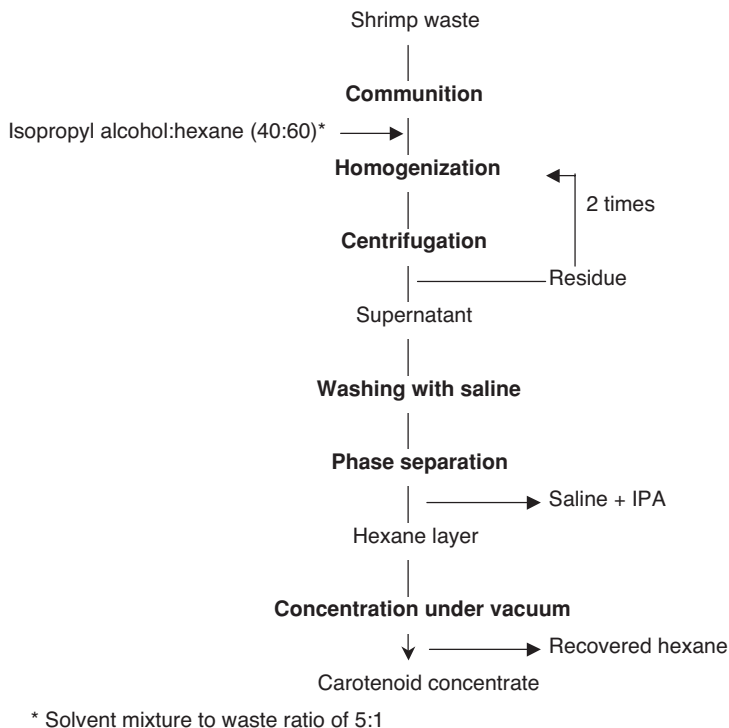 Shrimp waste
Communition
Isopropyl alcohol:hexane (40:60)*
Homogenization
2 times
Centrifugation
Residue
Supernatant
Washing with saline
Phase separation
Saline + IPA
Hexane layer
Concentration under vacuum
Recovered hexane
Carotenoid concentrate
* Solvent mixture to waste ratio of 5:1